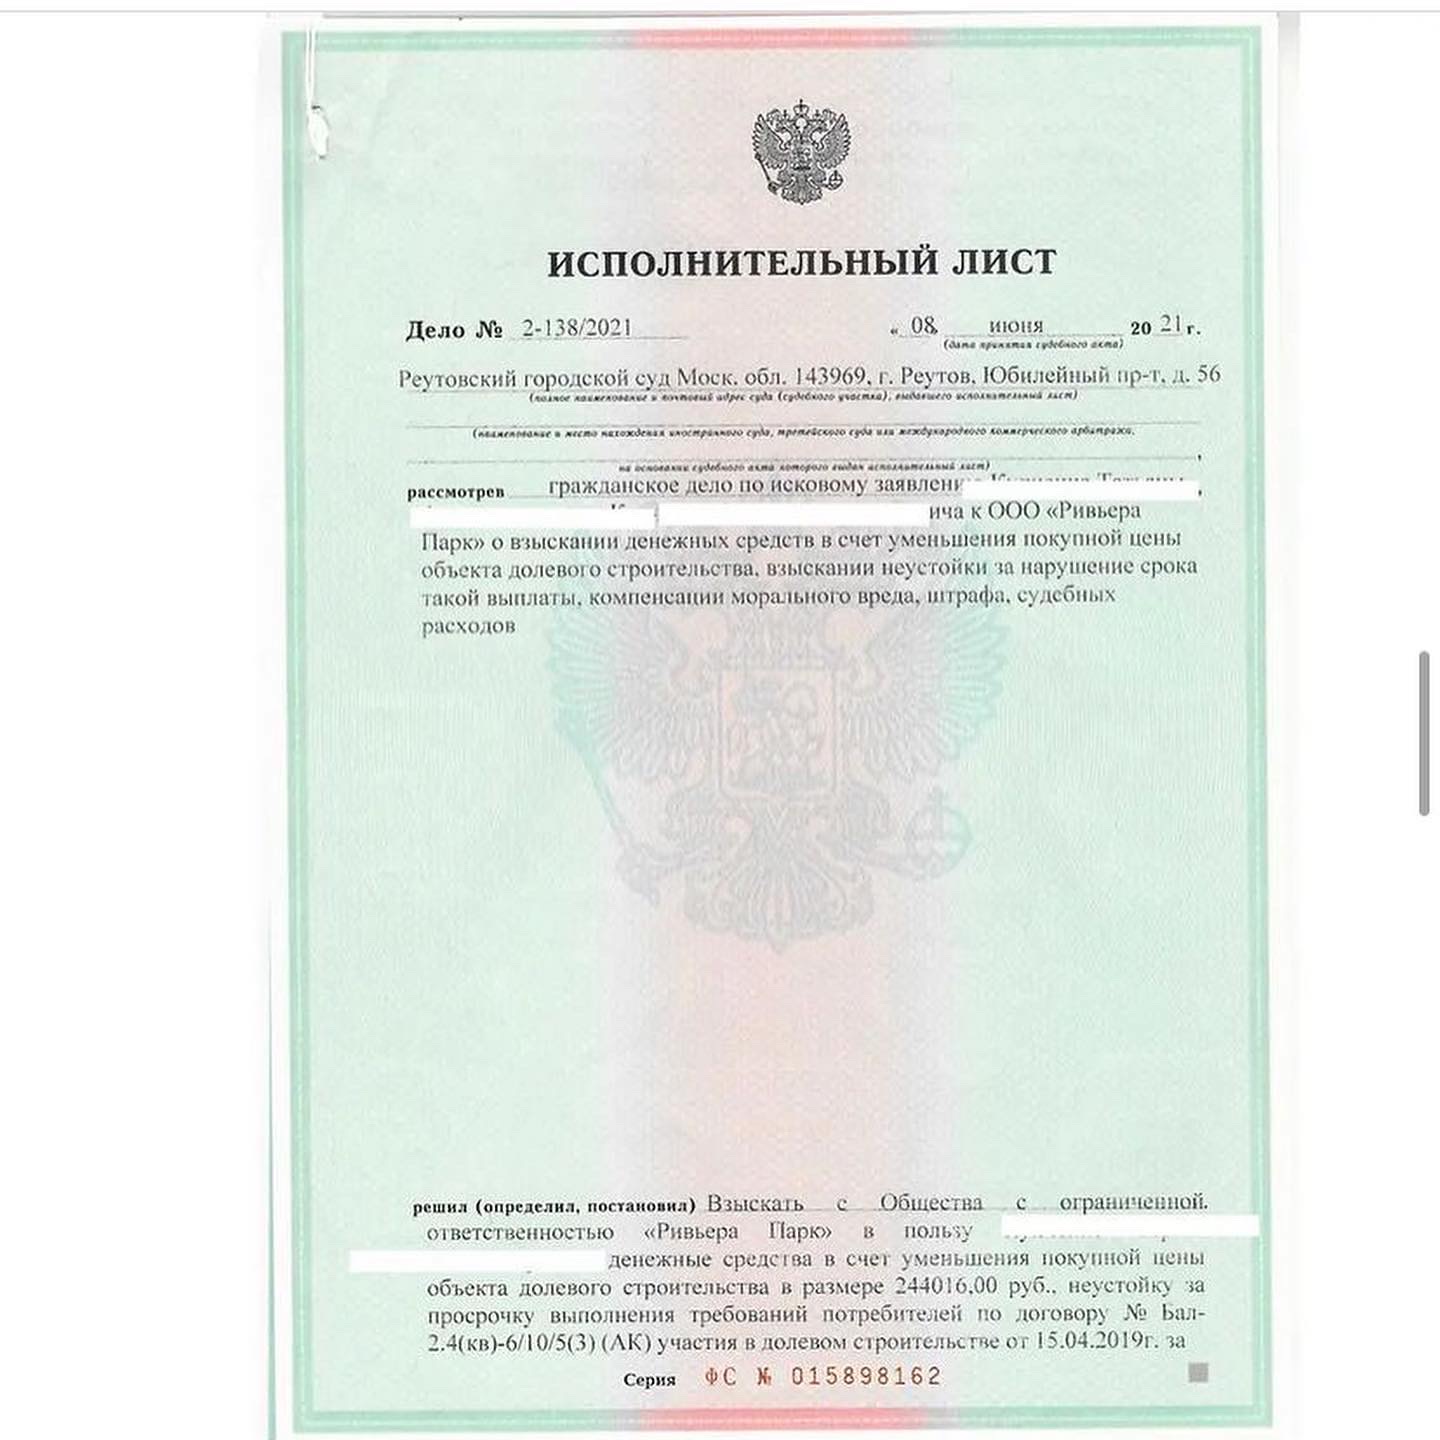 ИСПОЛНИТЕЛЬНЫЙ ЛИСТ
Дело № 2-138/2021 « 08 » июня 20 21 г.
(дата принятия судебного акта)
Реутовский городской суд Моск. обл. 143969, г. Реутов, Юбилейный пр-т, д. 56
(полное наименование и почтовый адрес суда (судебного участка), выдавшего исполнительный лист)
(наименование и место нахождения иностранного суда, третейского суда или международного коммерческого арбитража,
,
на основании судебного акта которого выдан исполнительный лист)
рассмотрев гражданское дело по исковому ,
ича к ООО «Ривьера
Парк» о взыскании денежных средств в счет уменьшения покупной цены
объекта долевого строительства, взыскании неустойки за нарушение срока
такой выплаты, компенсации морального вреда, штрафа, судебных
расходов
решил (определил, постановил) Взыскать с Общества с ограниченной
ответственностью «Ривьера Парк» в пользу
денежные средства в счет уменьшения покупной цены
объекта долевого строительства в размере 244016,00 руб., неустойку за
просрочку выполнения требований потребителей по договору № Бал-
2.4(кв)-6/10/5(3) (АК) участия в долевом строительстве от 15.04.2019г. за
Серия ФС № 015898162